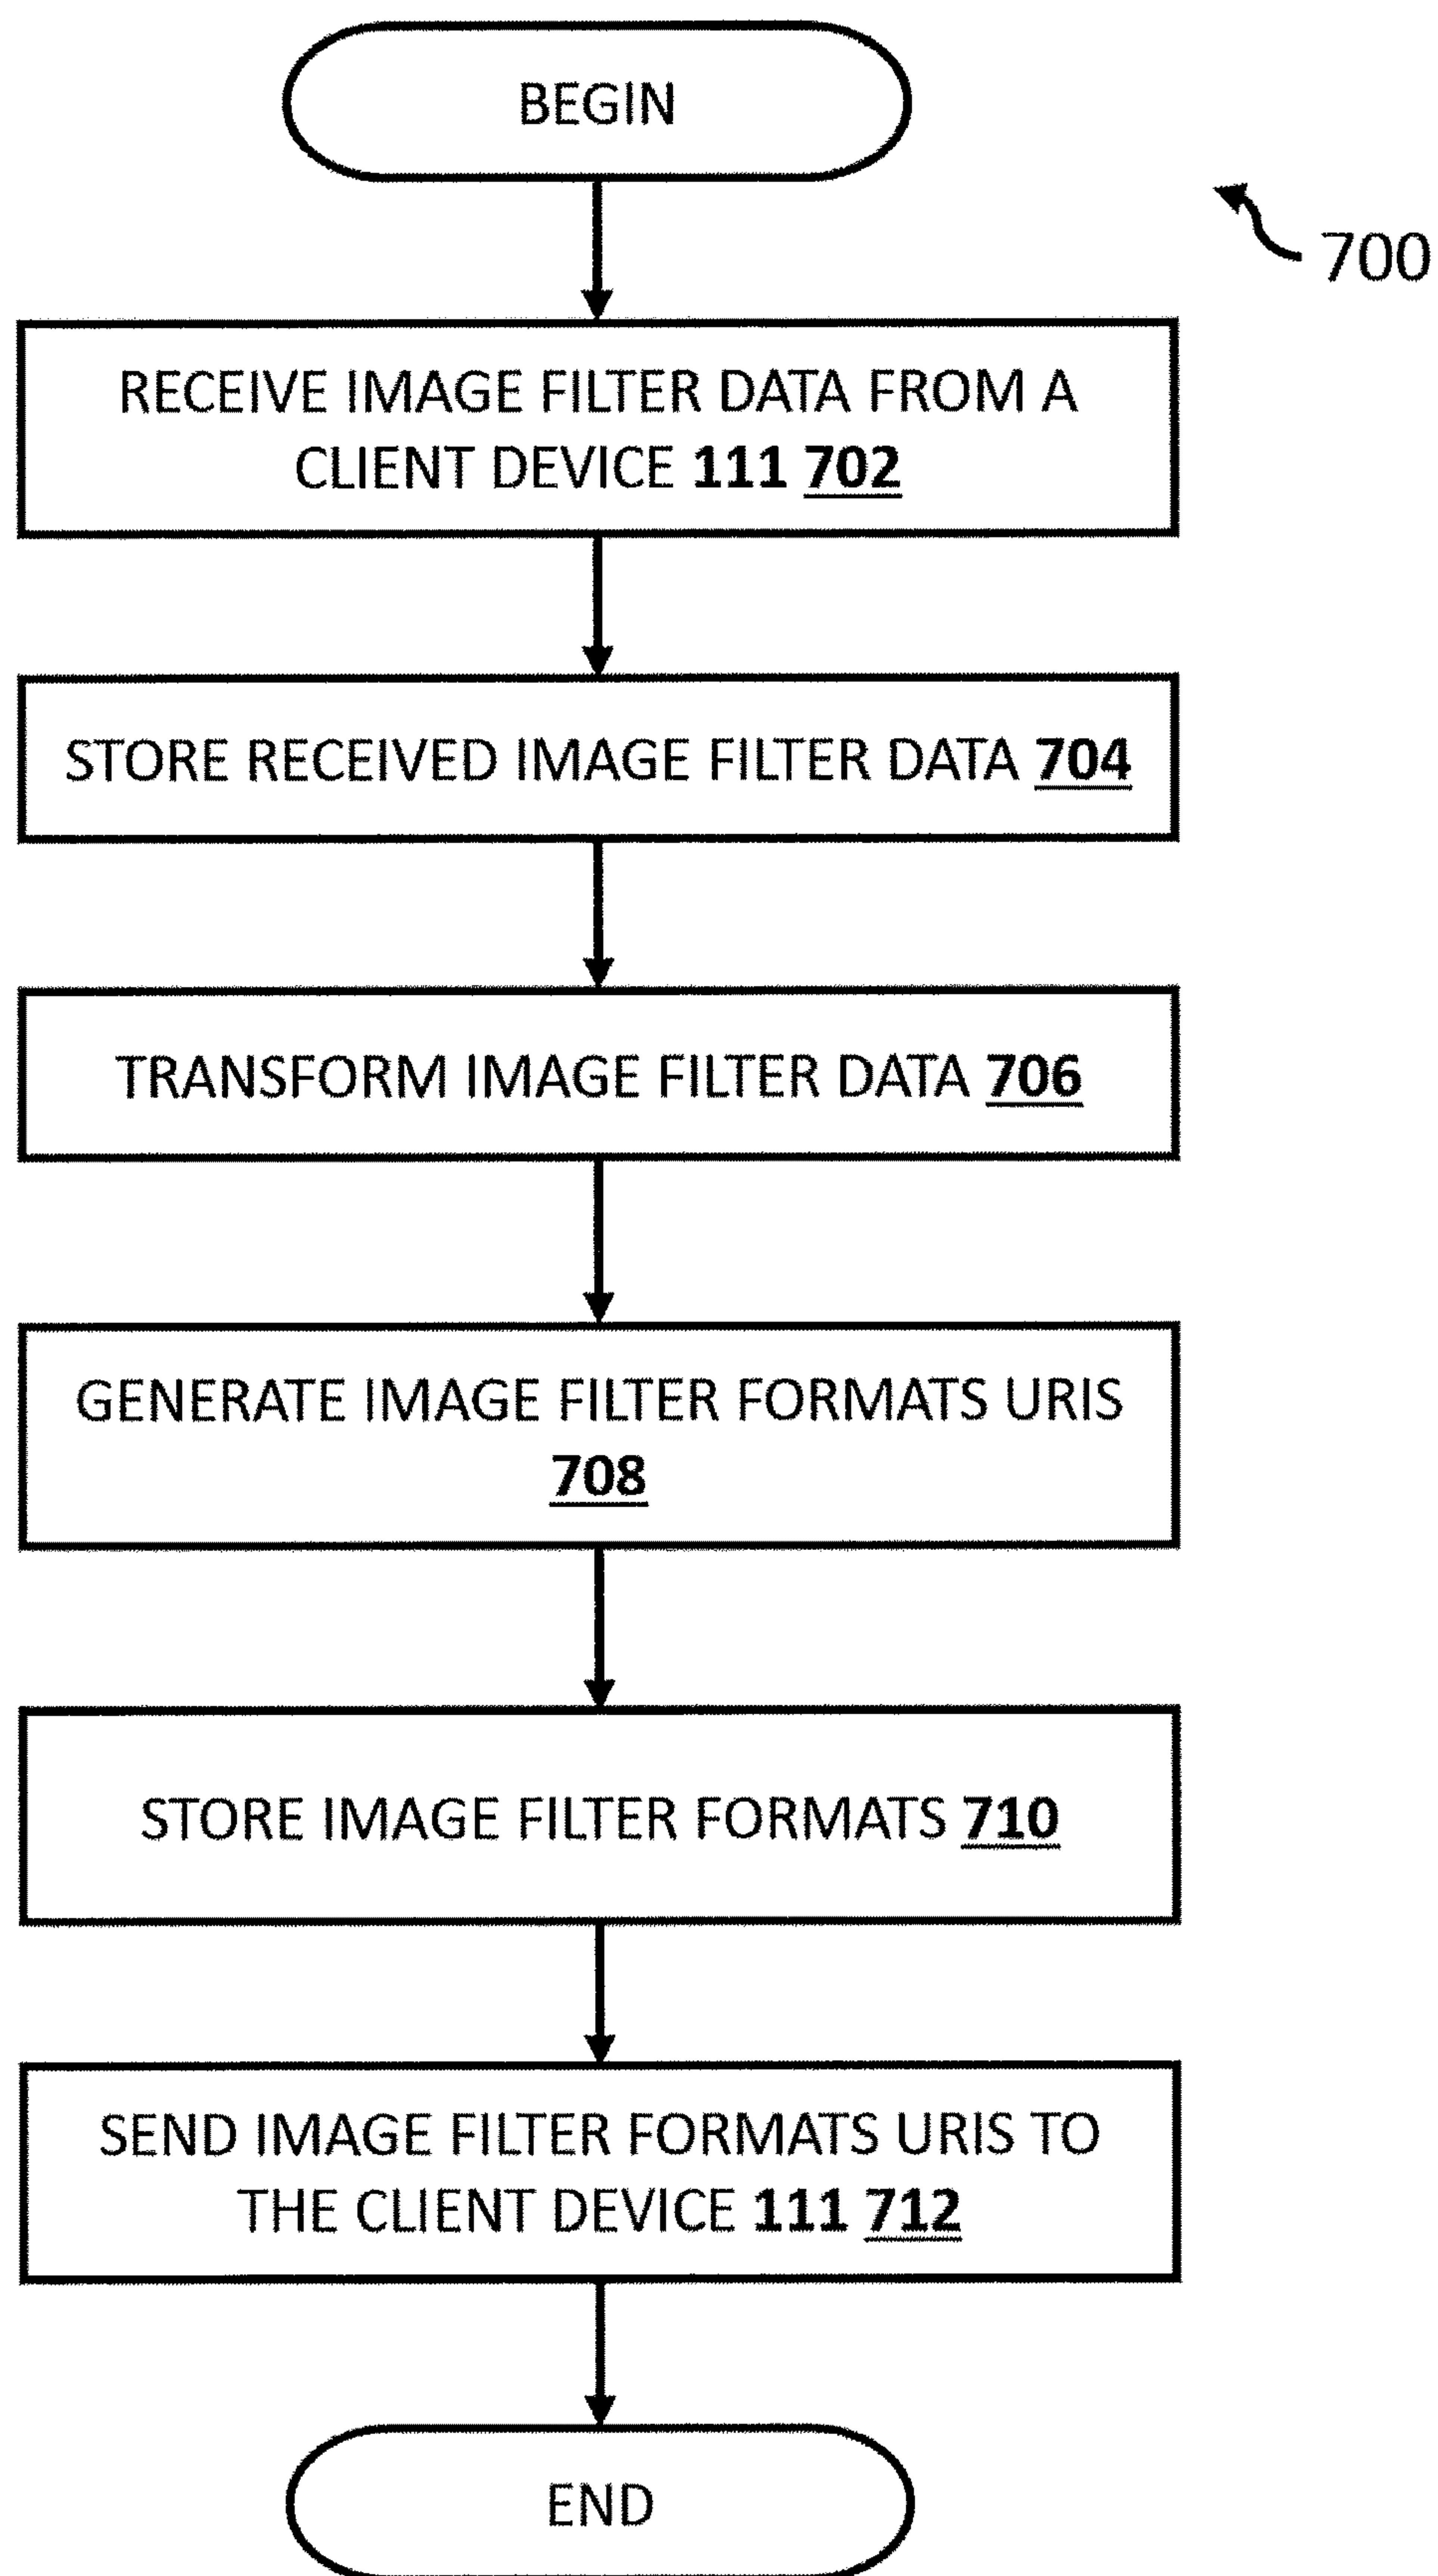 BEGIN
700
RECEIVE IMAGE FILTER DATA FROM A
CLIENT DEVICE 111 702
STORE RECEIVED IMAGE FILTER DATA 704
TRANSFORM IMAGE FILTER DATA 706
GENERATE IMAGE FILTER FORMATS URIS
708
STORE IMAGE FILTER FORMATS 710
SEND IMAGE FILTER FORMATS URIS TO
THE CLIENT DEVICE 111 712
END